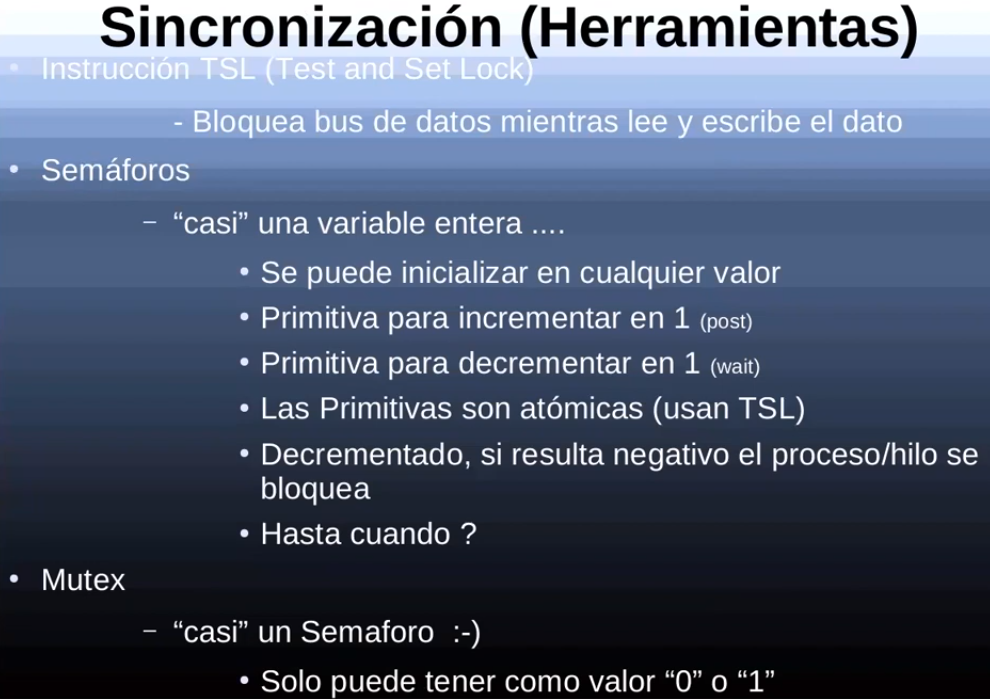 Sincronización (Herramientas)
• Instrucción TSL (Test and Set Lock)
- Bloquea bus de datos mientras lee y escribe el dato
• Semáforos
– “casi” una variable entera ....
• Se puede inicializar en cualquier valor
• Primitiva para incrementar en 1 (post)
• Primitiva para decrementar en 1 (wait)
• Las Primitivas son atómicas (usan TSL)
• Decrementado, si resulta negativo el proceso/hilo se
bloquea
• Hasta cuando ?
• Mutex
– “casi” un Semaforo :-)
• Solo puede tener como valor “0” o “1”